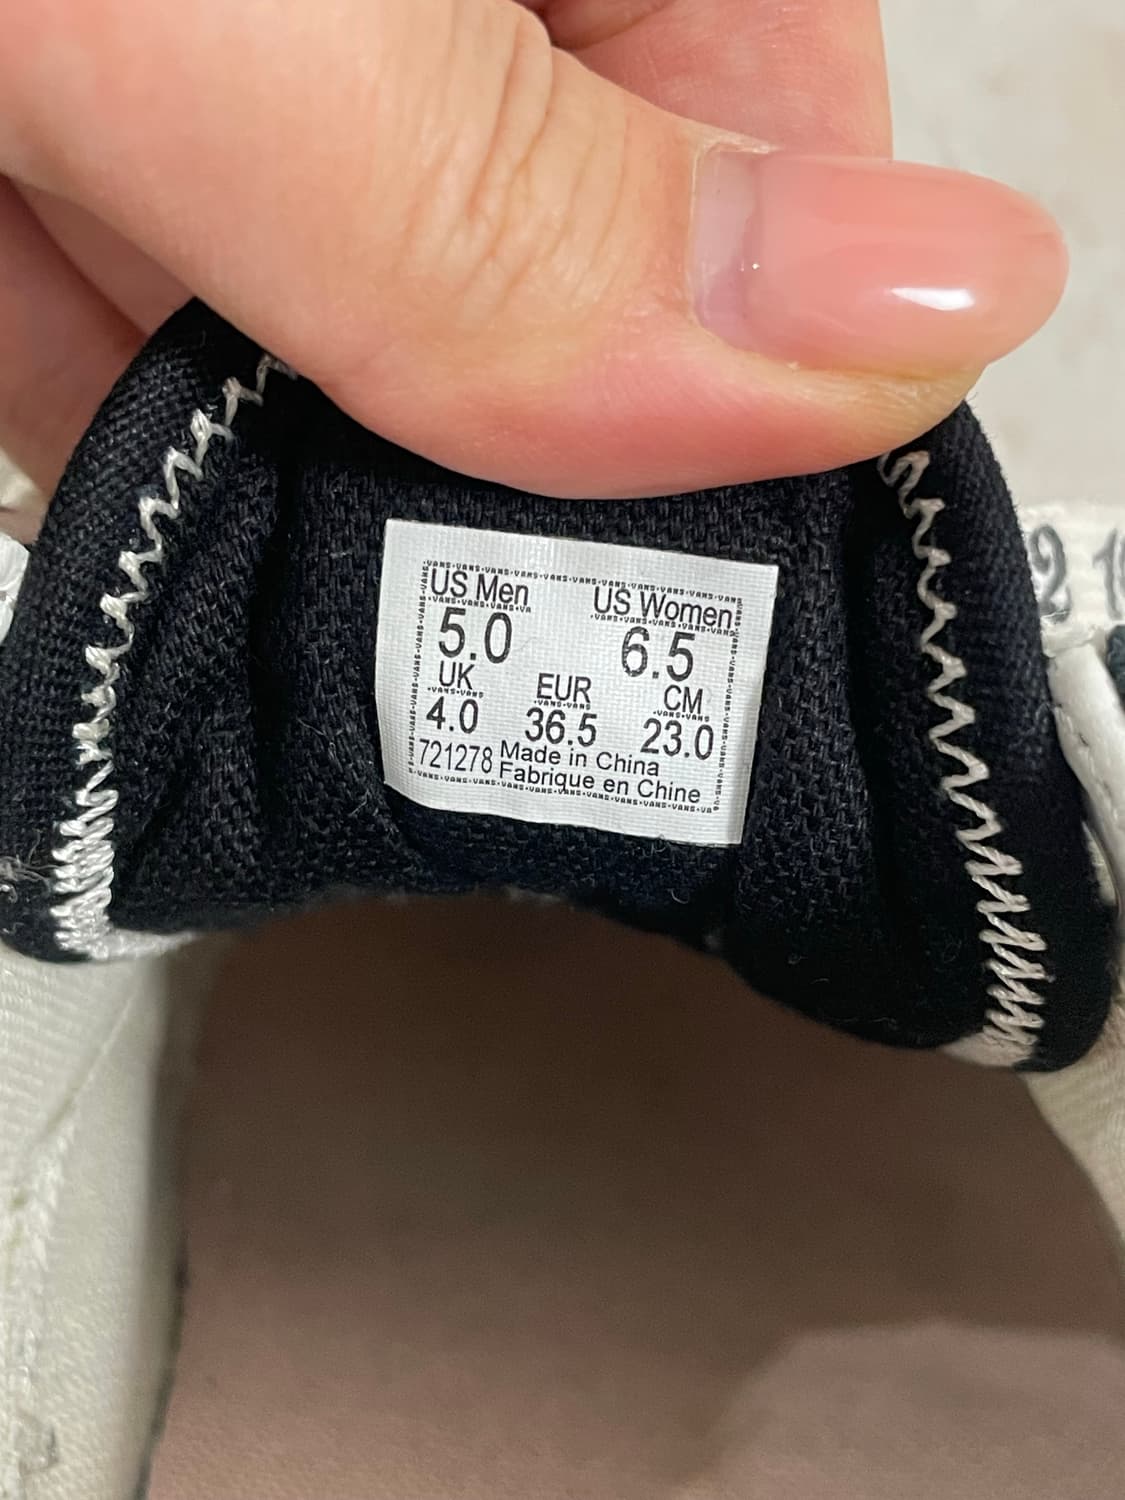 US Men US Women
5.0 6.5
UK EUR CM
4.0 36.5 23.0
721278 Made in China
Fabrique en Chine